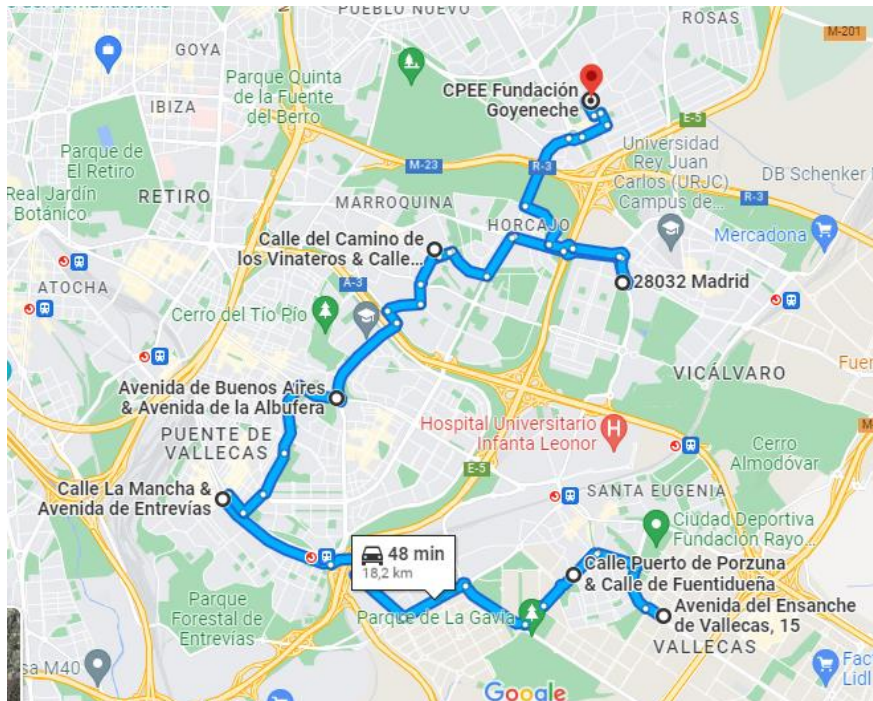 PUEBLO NUEVO
ROSAS
M-201
GOYA
Parque Quinta
de la Fuente
del Berro
CPEE Fundación
Goyeneche
IBIZA
E-5
Parque de
El Retiro
M-23
R-3
Universidad
Rey Juan
Carlos (URJC)
Campus de...
DB Schenker
R-3
Real Jardín
Botánico
RETIRO
MARROQUINA
HORCAJO
Mercadona
Calle del Camino de
los Vinateros & Calle...
ATOCHA
A-3
28032 Madrid
Cerro del Tío Pío
VICÁLVARO
Avenida de Buenos Aires
& Avenida de la Albufera
Hospital Universitario
Infanta Leonor
PUENTE DE
VALLECAS
Cerro
Almodóvar
E-5
Calle La Mancha &
Avenida de Entrevías
SANTA EUGENIA
Ciudad Deportiva
Fundación Rayo...
48 min
18,2 km
Calle Puerto de Porzuna
& Calle de Fuentidueña
Parque
Forestal de
Entrevías
Parque de La Gavia
Avenida del Ensanche
de Vallecas, 15
VALLECAS
M40
Lidl
Google